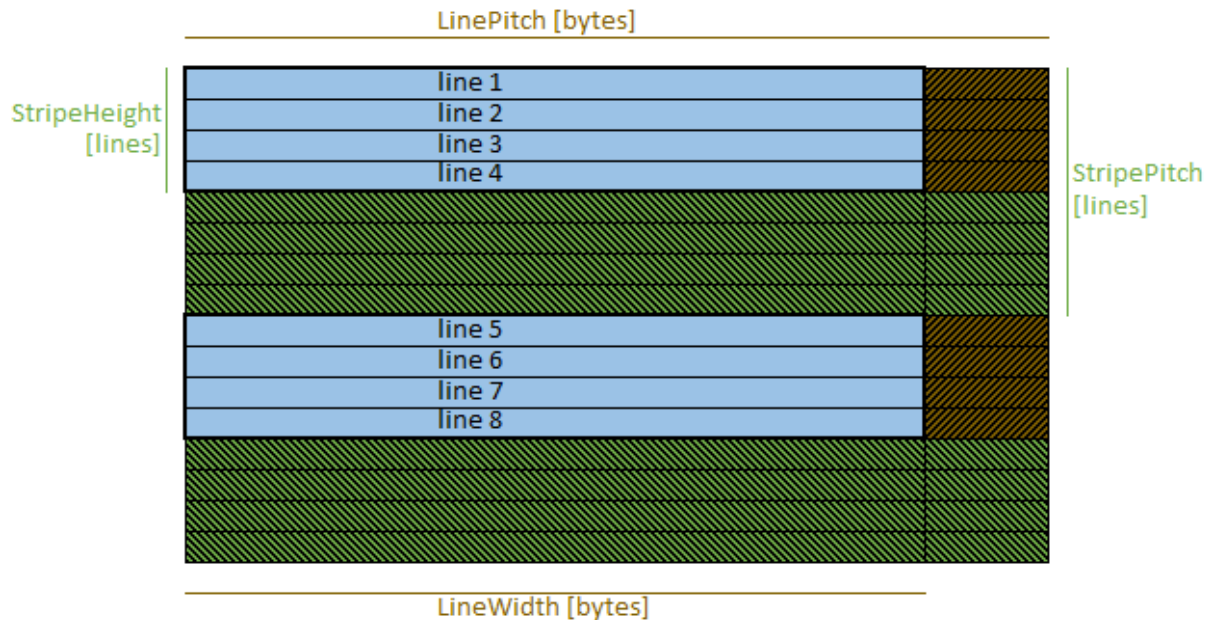 LinePitch [bytes]
line 1
StripeHeight
[lines]
line 2
line 3
line 4
StripePitch
[lines]
line 5
line 6
line 7
line 8
LineWidth [bytes]